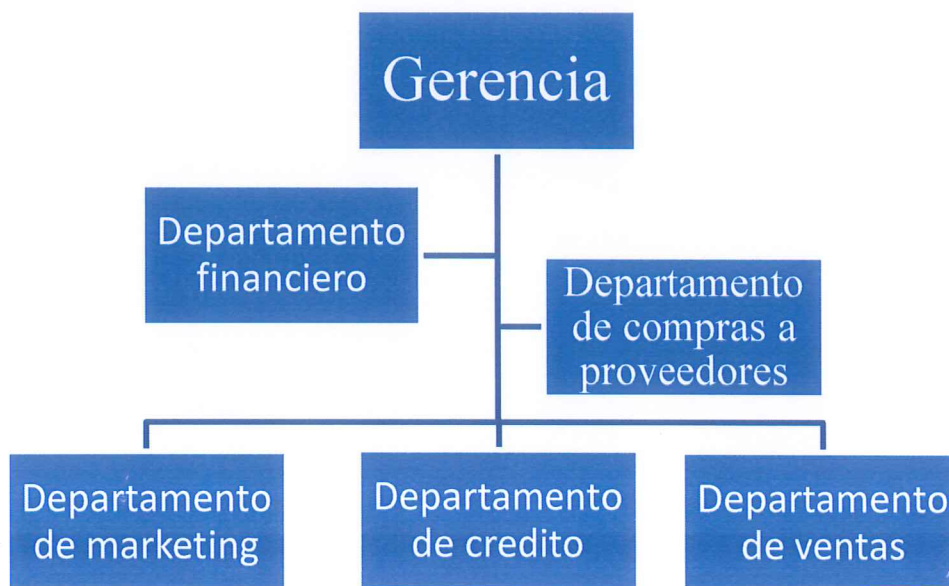 Gerencia
Departamento
financiero
Departamento
de compras a
proveedores
Departamento
de marketing
Departamento
de credito
Departamento
de ventas